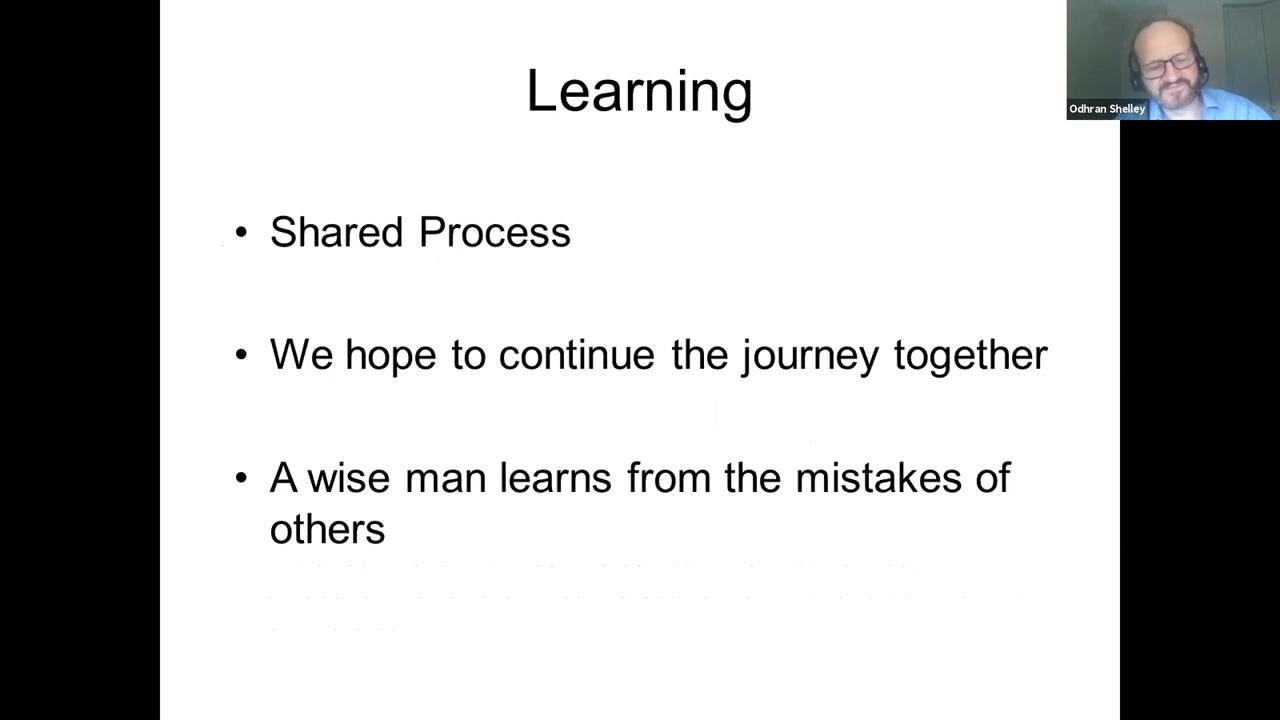 Learning
Odhran Shelley
• Shared Process
• We hope to continue the journey together
• A wise man learns from the mistakes of
others